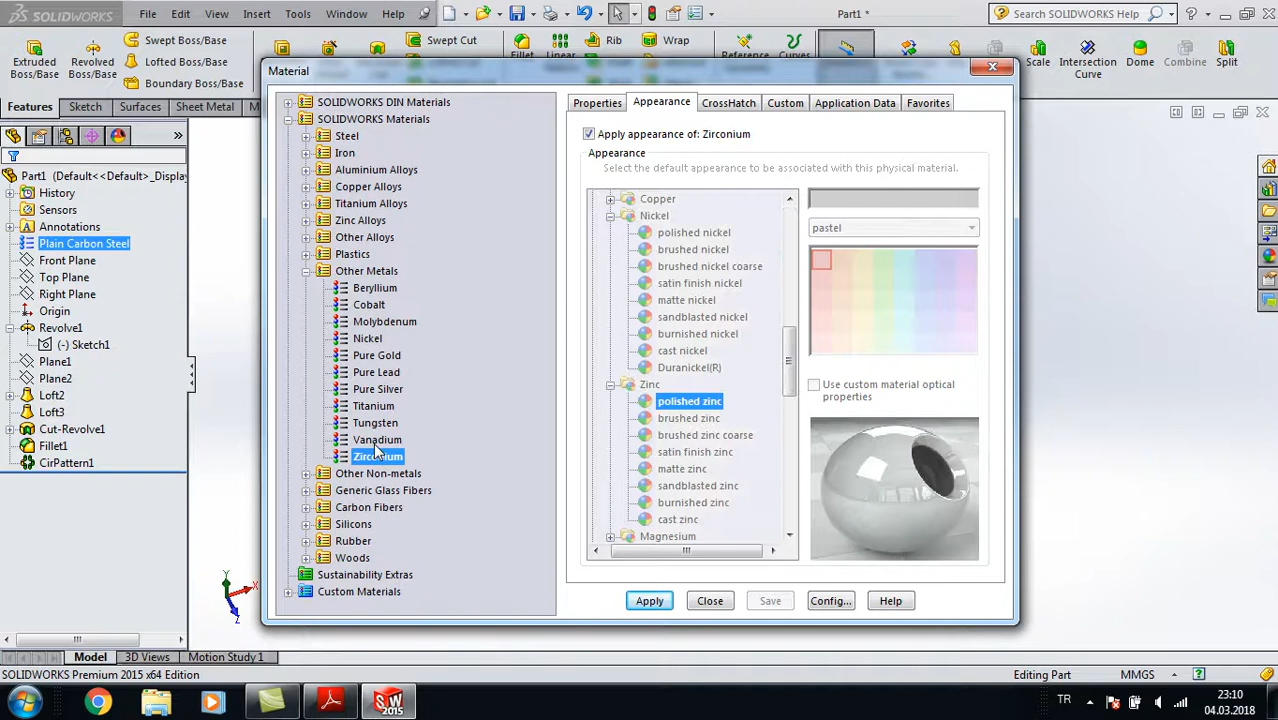 SOLIDWORKS
File Edit View Insert Tools Window Help
Part1 *
Search SOLIDWORKS Help
Extruded Boss/Base
Revolved Boss/Base
Swept Boss/Base
Lofted Boss/Base
Boundary Boss/Base
Swept Cut
Fillet
Linear
Rib
Wrap
Reference
Curves
Scale
Intersection Curve
Dome
Combine
Split
Features Sketch Surfaces Sheet Metal
Part1 (Default<<Default>_Display
History
Sensors
Annotations
Plain Carbon Steel
Front Plane
Top Plane
Right Plane
Origin
Revolve1
(-) Sketch1
Plane1
Plane2
Loft2
Loft3
Cut-Revolve1
Fillet1
CirPattern1
Material
SOLIDWORKS DIN Materials
SOLIDWORKS Materials
Steel
Iron
Aluminium Alloys
Copper Alloys
Titanium Alloys
Zinc Alloys
Other Alloys
Plastics
Other Metals
Beryllium
Cobalt
Molybdenum
Nickel
Pure Gold
Pure Lead
Pure Silver
Titanium
Tungsten
Vanadium
Zirconium
Other Non-metals
Generic Glass Fibers
Carbon Fibers
Silicons
Rubber
Woods
Sustainability Extras
Custom Materials
Properties Appearance CrossHatch Custom Application Data Favorites
Apply appearance of: Zirconium
Appearance
Select the default appearance to be associated with this physical material.
Copper
Nickel
polished nickel
brushed nickel
brushed nickel coarse
satin finish nickel
matte nickel
sandblasted nickel
burnished nickel
cast nickel
Duranickel(R)
Zinc
polished zinc
brushed zinc
brushed zinc coarse
satin finish zinc
matte zinc
sandblasted zinc
burnished zinc
cast zinc
Magnesium
pastel
Use custom material optical properties
Apply Close Save Config... Help
Y
X
Z
Model 3D Views Motion Study 1
SOLIDWORKS Premium 2015 x64 Edition
Editing Part
MMGS
SW 2015
TR
23:10
04.03.2018